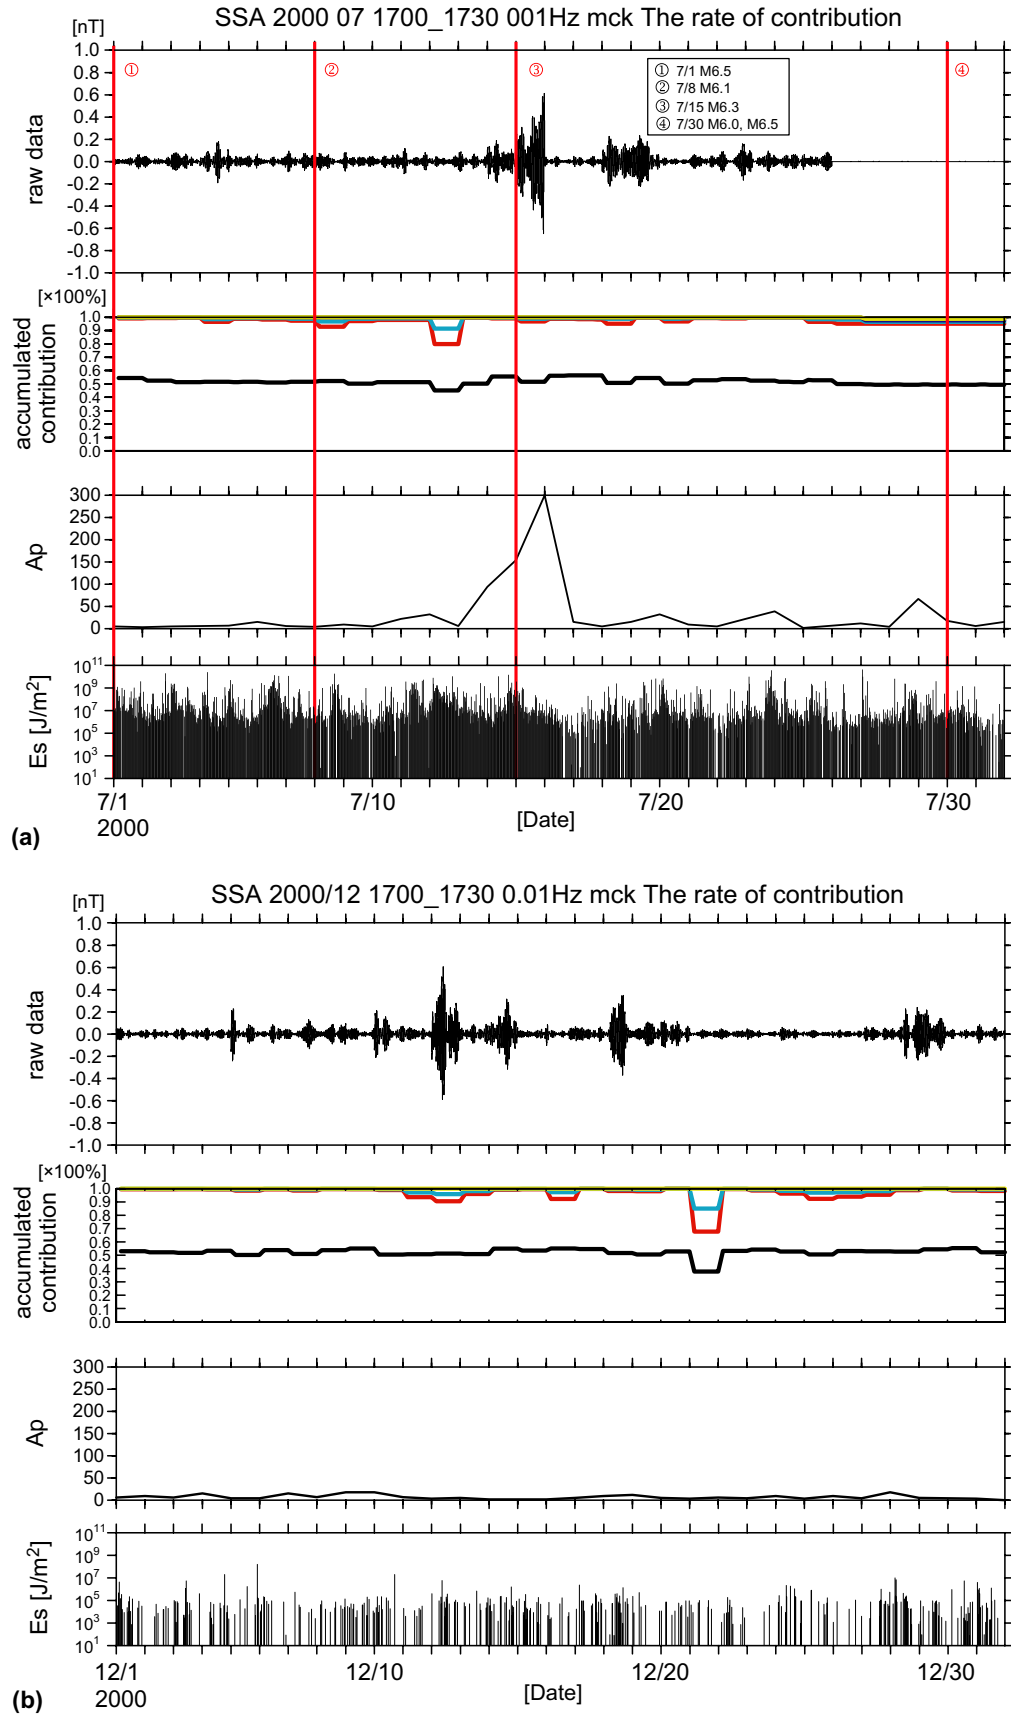 SSA 2000 07 1700_1730 001Hz mck The rate of contribution
[nT]
1.0
0.8
0.6
0.4
0.2
0.0
-0.2
-0.4
-0.6
-0.8
-1.0
raw data
① ② ③ ④
① 7/1 M6.5
② 7/8 M6.1
③ 7/15 M6.3
④ 7/30 M6.0, M6.5
[×100%]
1.0
0.9
0.8
0.7
0.6
0.5
0.4
0.3
0.2
0.1
0.0
accumulated
contribution
300
250
200
150
100
50
0
Ap
10¹¹
10⁹
10⁷
10⁵
10³
10¹
Es [J/m²]
7/1 7/10 7/20 7/30
2000
[Date]
(a)
SSA 2000/12 1700_1730 0.01Hz mck The rate of contribution
[nT]
1.0
0.8
0.6
0.4
0.2
0.0
-0.2
-0.4
-0.6
-0.8
-1.0
raw data
[×100%]
1.0
0.9
0.8
0.7
0.6
0.5
0.4
0.3
0.2
0.1
0.0
accumulated
contribution
300
250
200
150
100
50
0
Ap
10¹¹
10⁹
10⁷
10⁵
10³
10¹
Es [J/m²]
12/1 12/10 12/20 12/30
2000
[Date]
(b)